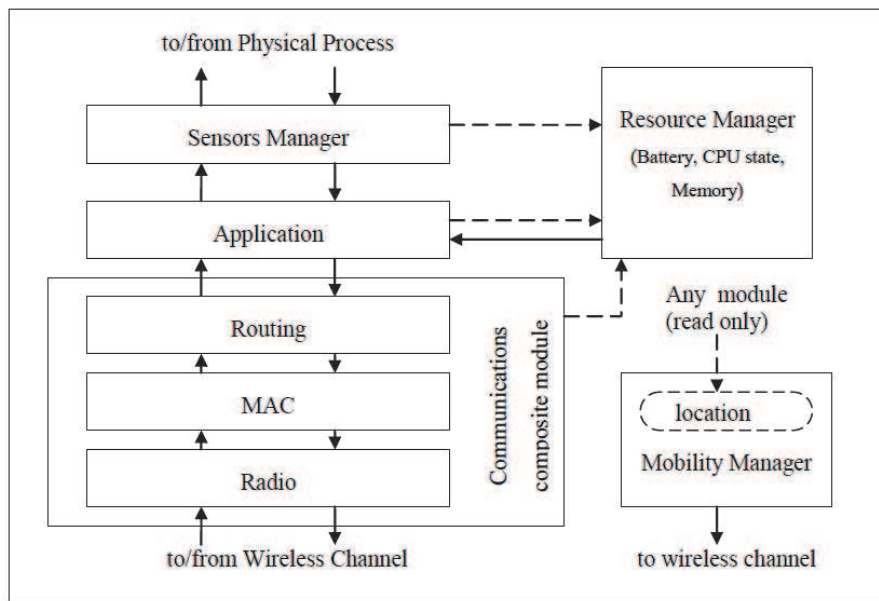 to/from Physical Process
Sensors Manager
Resource Manager
(Battery, CPU state,
Memory)
Application
Routing
MAC
Radio
Communications
composite module
to/from Wireless Channel
Any module
(read only)
location
Mobility Manager
to wireless channel